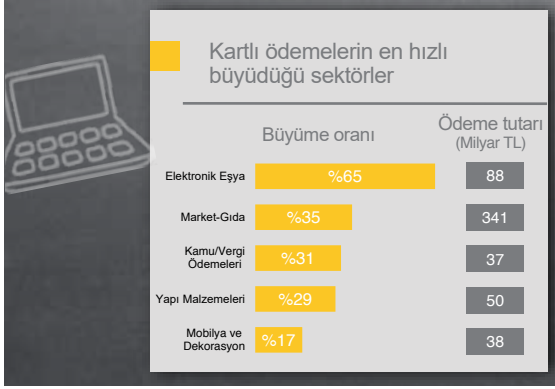 Kartlı ödemelerin en hızlı
büyüdüğü sektörler
Büyüme oranı
Ödeme tutarı
(Milyar TL)
Elektronik Eşya %65 88
Market-Gıda %35 341
Kamu/Vergi
Ödemeleri %31 37
Yapı Malzemeleri %29 50
Mobilya ve
Dekorasyon %17 38